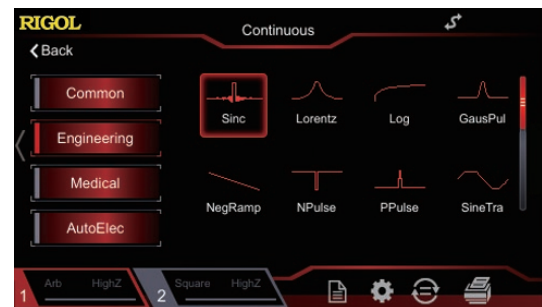 RIGOL
Continuous
Back
Common
Engineering
Medical
AutoElec
Sinc
Lorentz
Log
GausPul
NegRamp
NPulse
PPulse
SineTra
1
Arb
HighZ
2
Square
HighZ